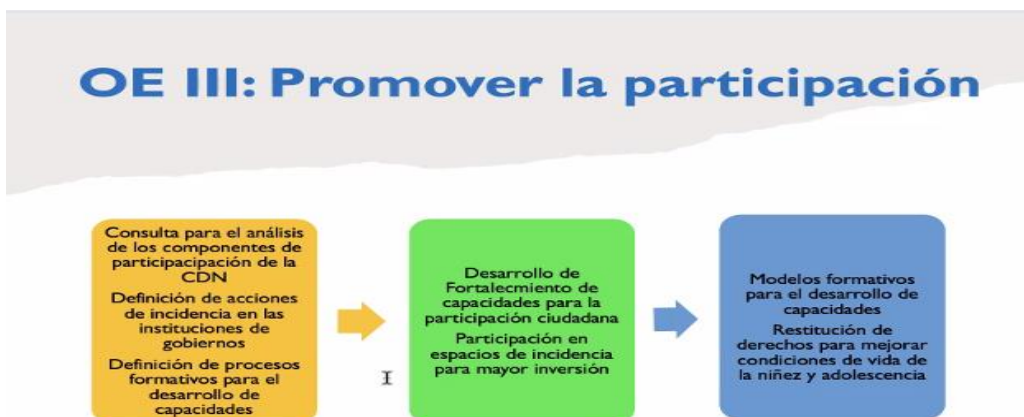 OE III: Promover la participación
Consulta para el análisis
de los componentes de
participacipación de la
CDN
Definición de acciones
de incidencia en las
instituciones de
gobiernos
Definición de procesos
formativos para el
desarrollo de
capacidades
Desarrollo de
Fortalecmiento de
capacidades para la
participación ciudadana
Participación en
espacios de incidencia
para mayor inversión
Modelos formativos
para el desarrollo de
capacidades
Restitución de
derechos para mejorar
condiciones de vida de
la niñez y adolescencia